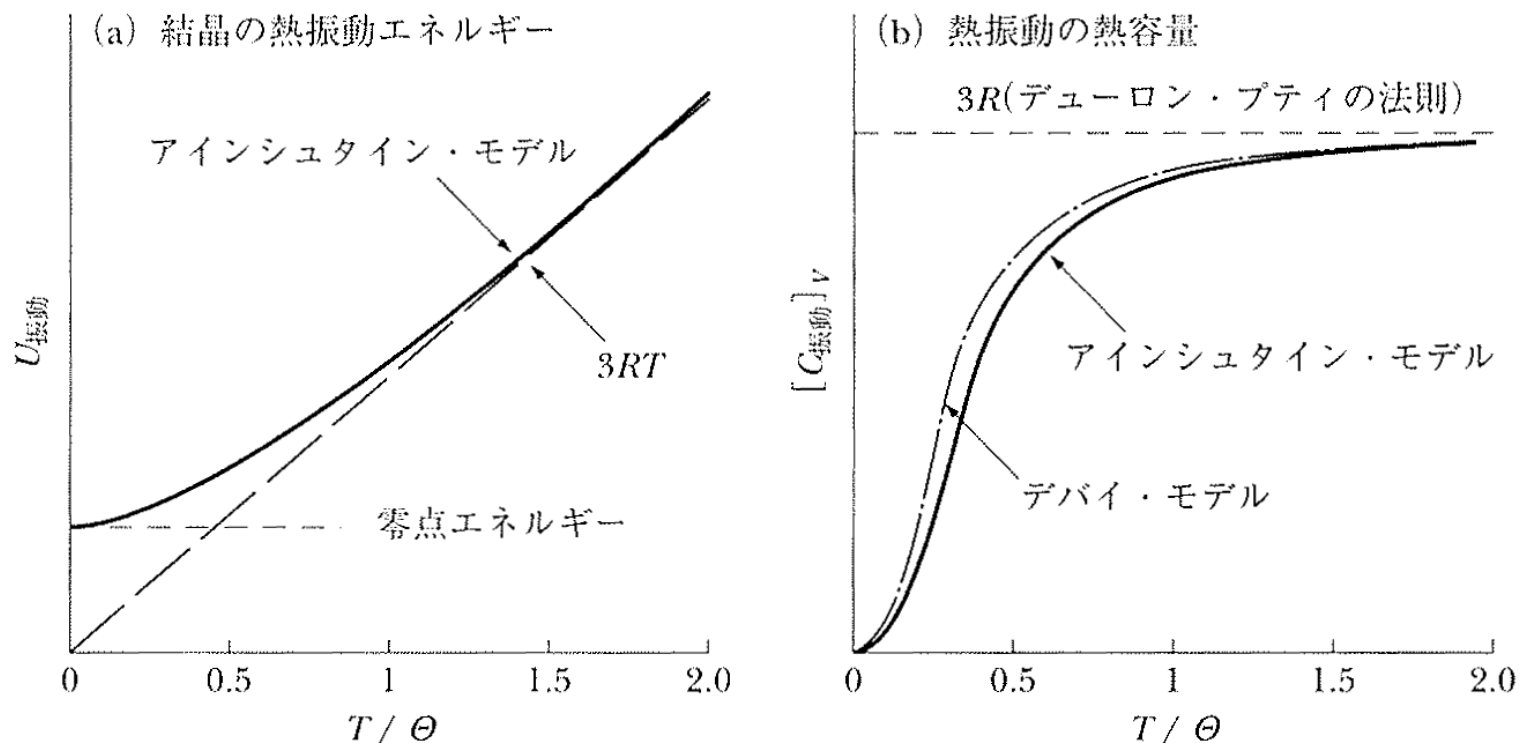 (a) 結晶の熱振動エネルギー
アインシュタイン・モデル
3RT
零点エネルギー
U振動
0 0.5 1 1.5 2.0
T / Θ
(b) 熱振動の熱容量
3R(デューロン・プティの法則)
アインシュタイン・モデル
デバイ・モデル
[C振動]V
0 0.5 1 1.5 2.0
T / Θ